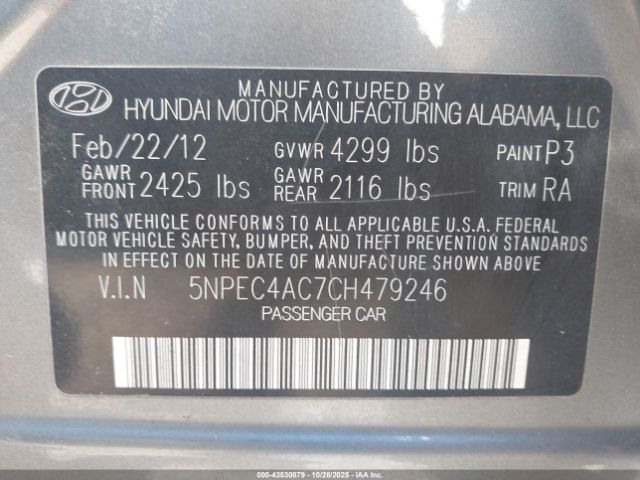 MANUFACTURED BY
HYUNDAI MOTOR MANUFACTURING ALABAMA, LLC
Feb/22/12 GVWR 4299 lbs PAINT P3
GAWR FRONT 2425 lbs GAWR REAR 2116 lbs TRIM RA
THIS VEHICLE CONFORMS TO ALL APPLICABLE U.S.A. FEDERAL
MOTOR VEHICLE SAFETY, BUMPER, AND THEFT PREVENTION STANDARDS
IN EFFECT ON THE DATE OF MANUFACTURE SHOWN ABOVE
V.I.N 5NPEC4AC7CH479246
PASSENGER CAR
000-43530879 10/28/2025 IAAI.CA